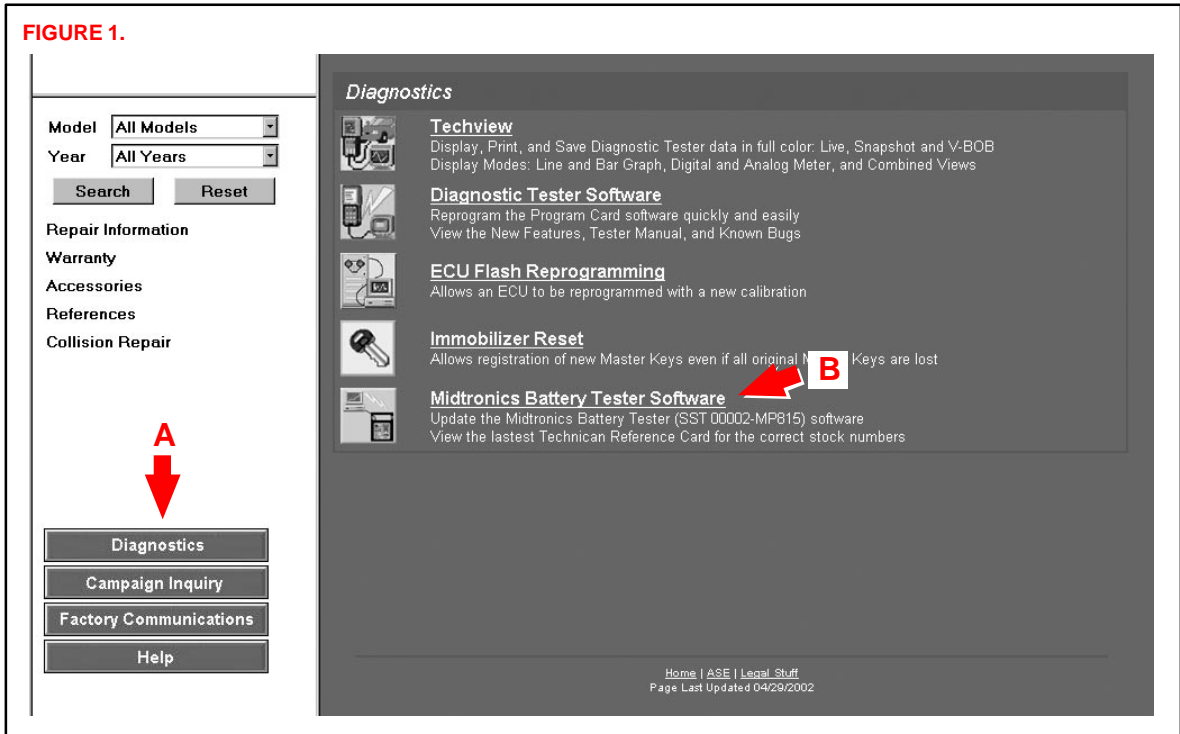 FIGURE 1.
Model All Models
Year All Years
Search Reset
Repair Information
Warranty
Accessories
References
Collision Repair
A
Diagnostics
Campaign Inquiry
Factory Communications
Help
Diagnostics
Techview
Display, Print, and Save Diagnostic Tester data in full color: Live, Snapshot and V-BOB
Display Modes: Line and Bar Graph, Digital and Analog Meter, and Combined Views
Diagnostic Tester Software
Reprogram the Program Card software quickly and easily
View the New Features, Tester Manual, and Known Bugs
ECU Flash Reprogramming
Allows an ECU to be reprogrammed with a new calibration
Immobilizer Reset
Allows registration of new Master Keys even if all original Keys are lost
B
Midtronics Battery Tester Software
Update the Midtronics Battery Tester (SST 00002-MP815) software
View the lastest Technican Reference Card for the correct stock numbers
Home | ASE | Legal Stuff
Page Last Updated 04/29/2002